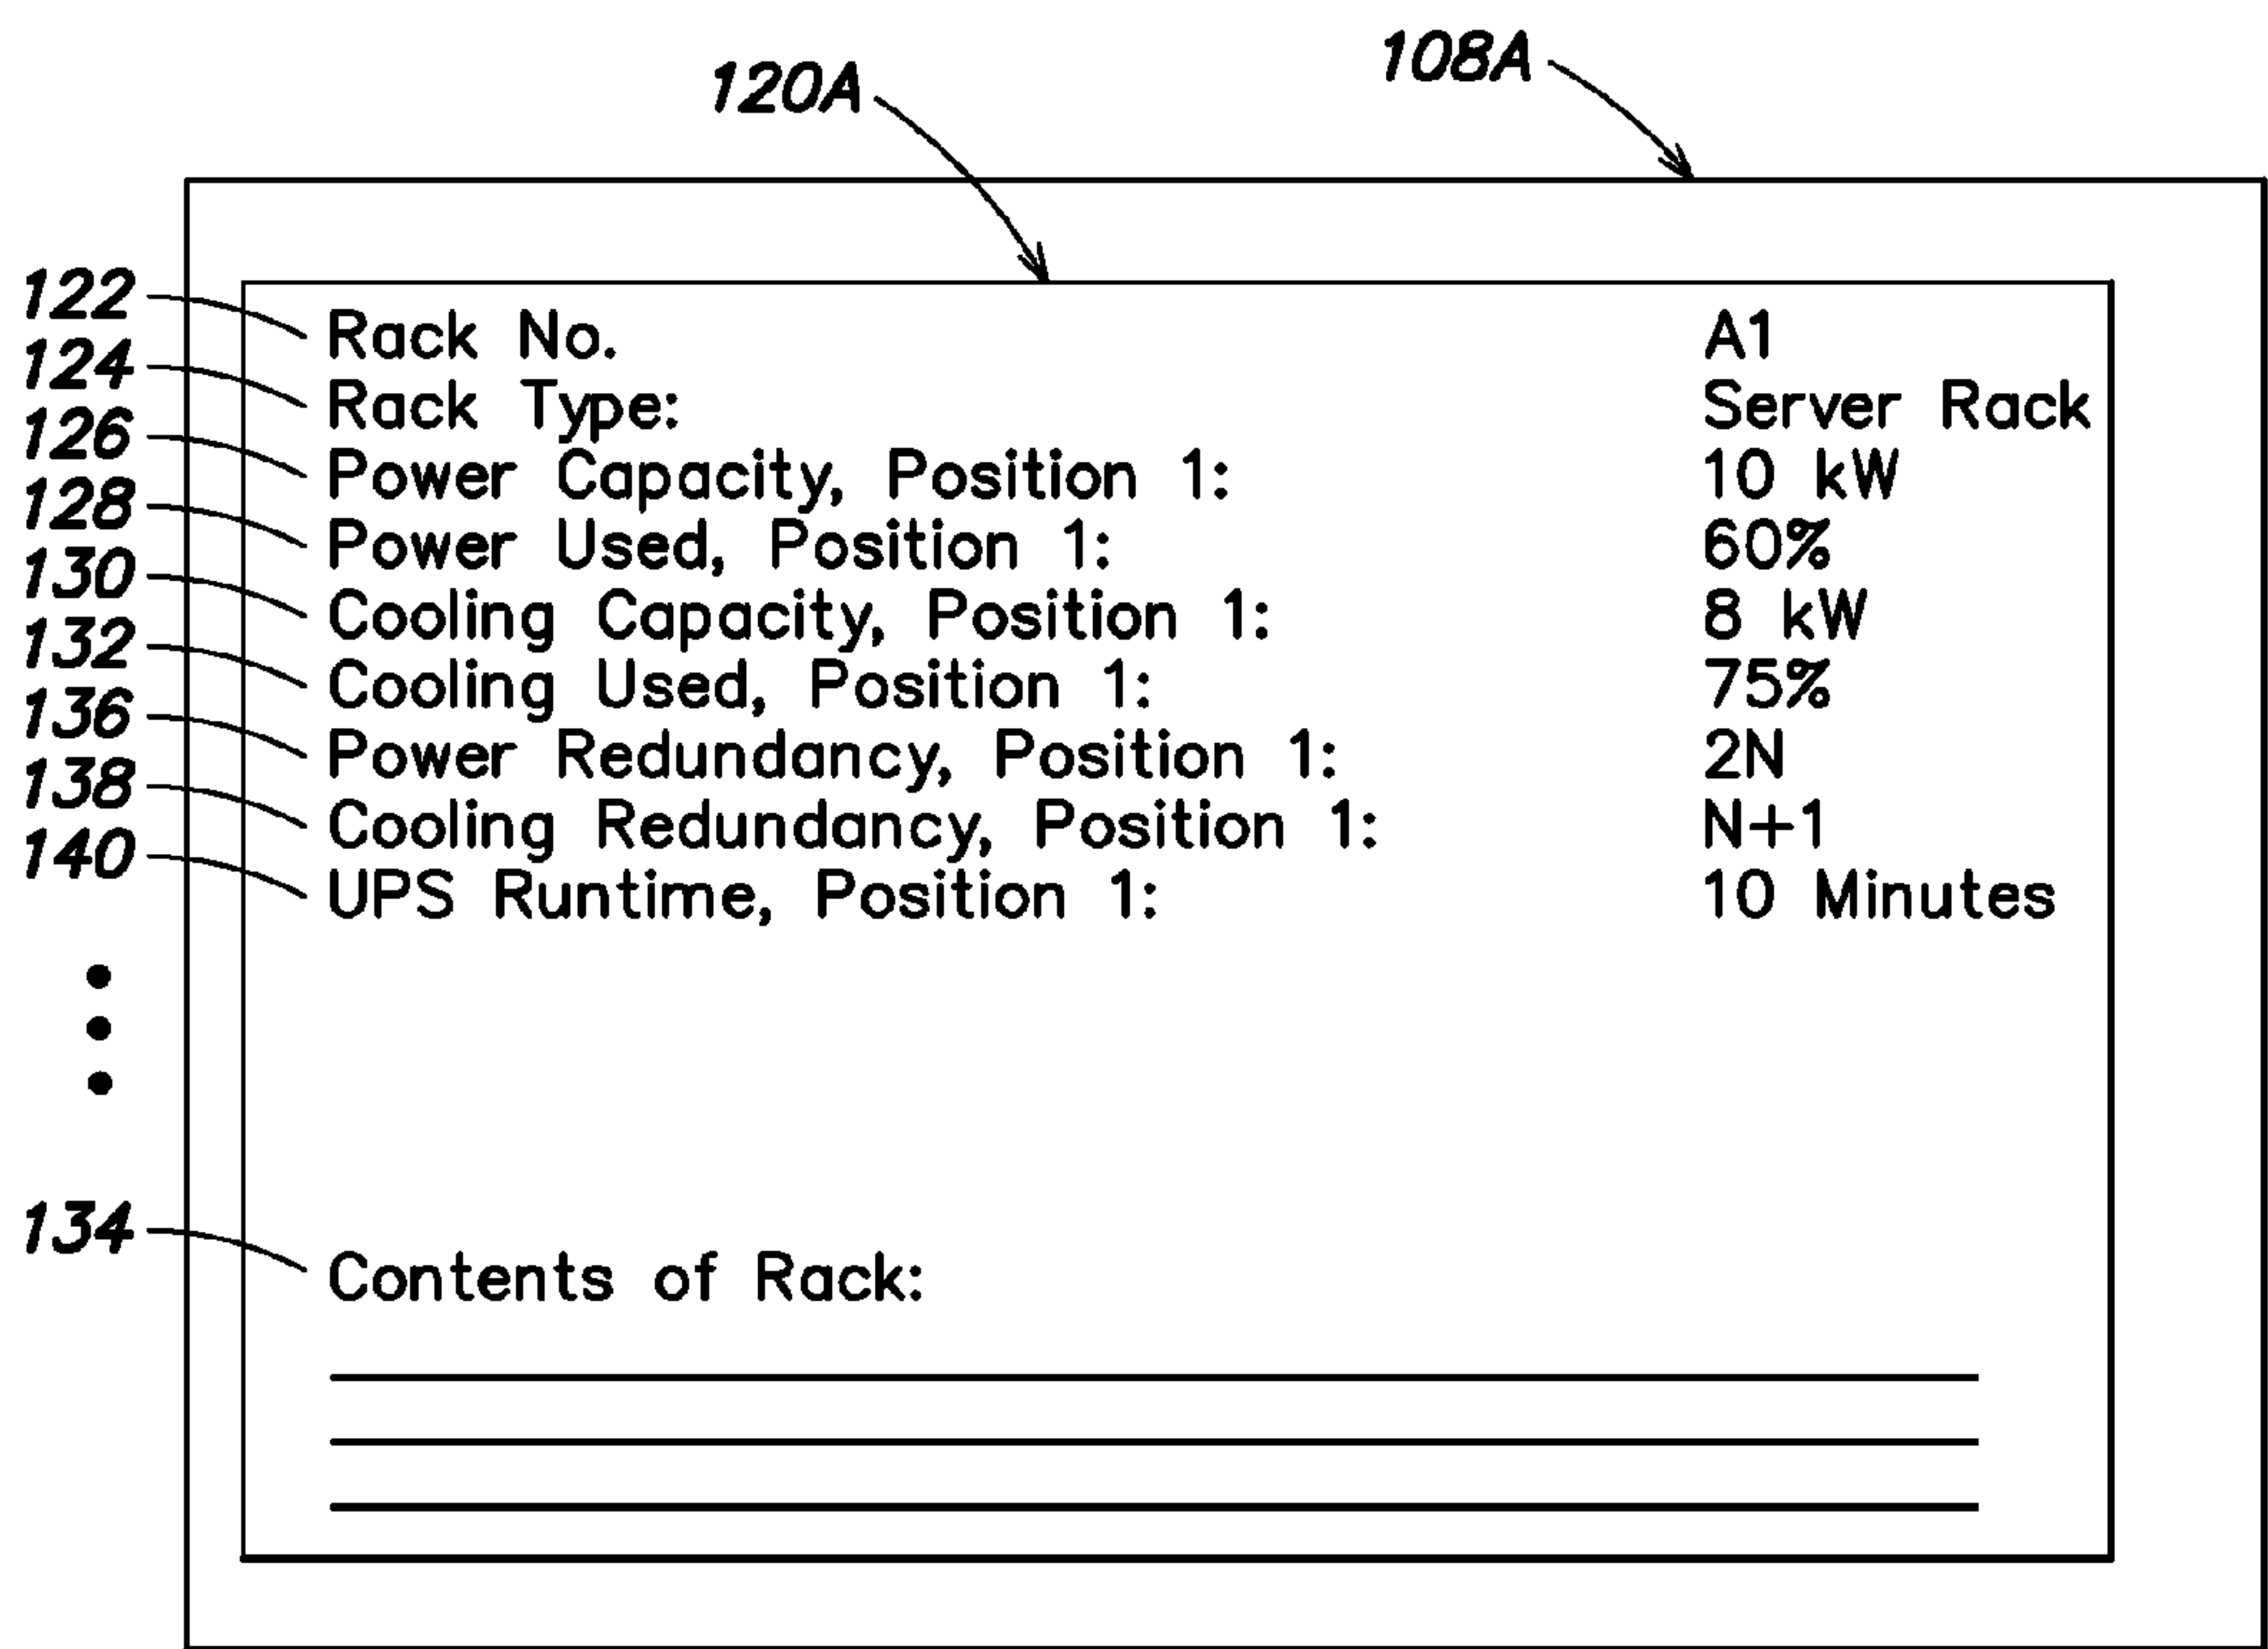 108A
120A
122 Rack No. A1
124 Rack Type: Server Rack
126 Power Capacity, Position 1: 10 kW
128 Power Used, Position 1: 60%
130 Cooling Capacity, Position 1: 8 kW
132 Cooling Used, Position 1: 75%
136 Power Redundancy, Position 1: 2N
138 Cooling Redundancy, Position 1: N+1
140 UPS Runtime, Position 1: 10 Minutes
134 Contents of Rack: